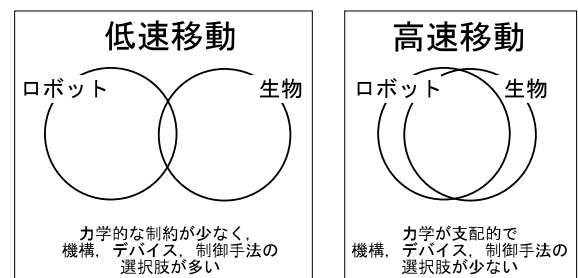 低速移動
ロボット
生物
力学的な制約が少なく，
機構，デバイス，制御手法の
選択肢が多い
高速移動
ロボット
生物
力学が支配的で
機構，デバイス，制御手法の
選択肢が少ない